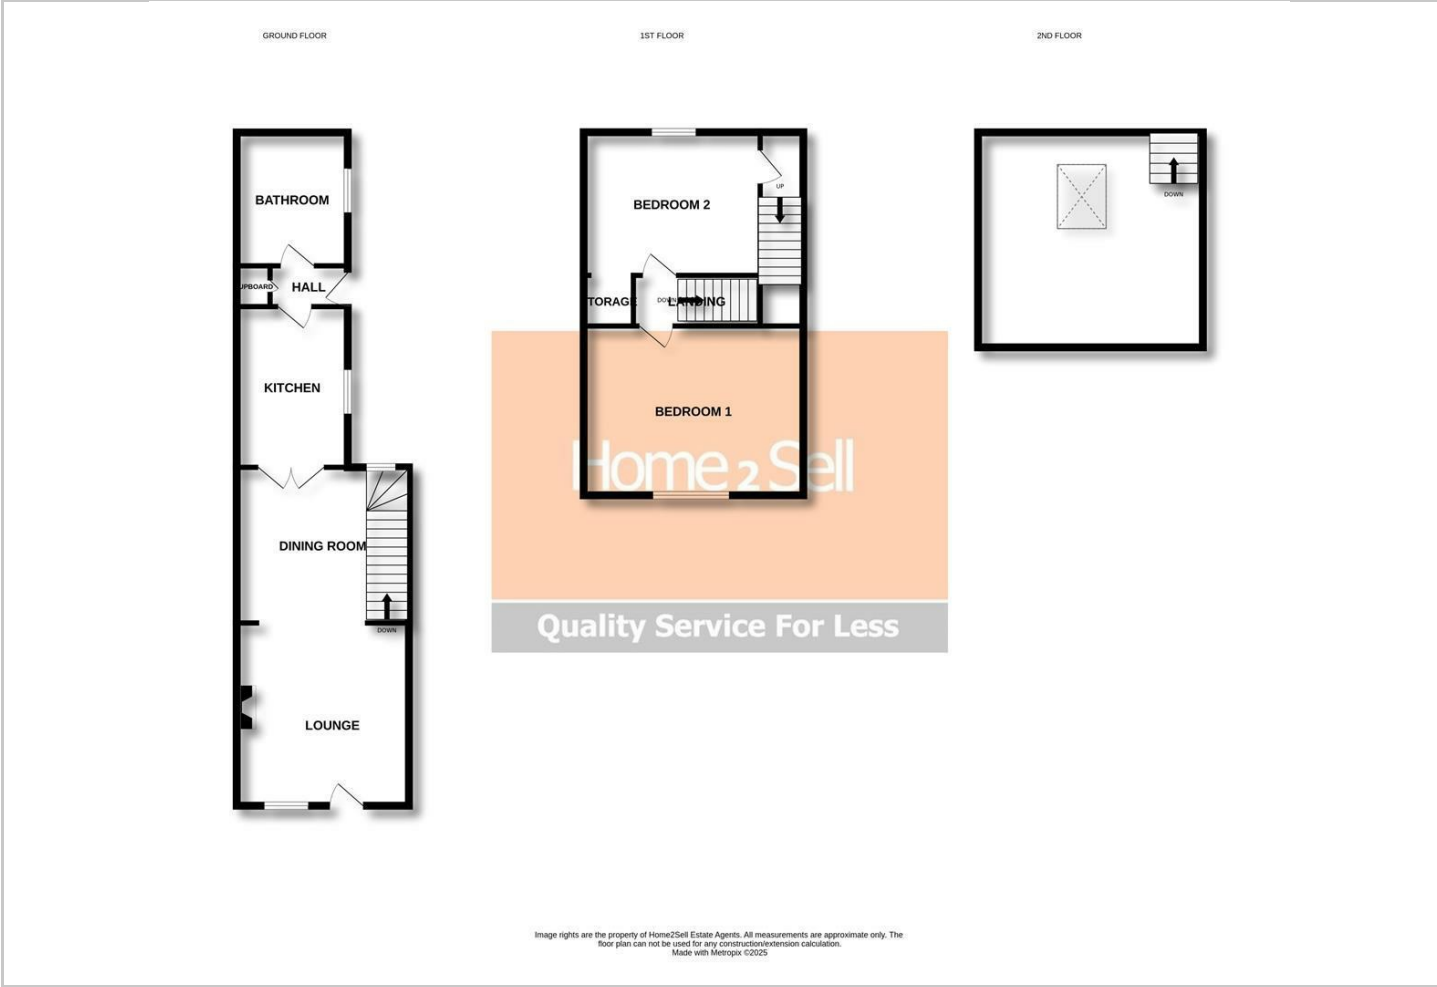 GROUND FLOOR
1ST FLOOR
2ND FLOOR
BATHROOM
UPBOARD
HALL
KITCHEN
DINING ROOM
DOWN
LOUNGE
BEDROOM 2
UP
TORAGE
DOWN
LANDING
BEDROOM 1
DOWN
Home 2 Sell
Quality Service For Less
Image rights are the property of Home2Sell Estate Agents. All measurements are approximate only. The
floor plan can not be used for any construction/extension calculation.
Made with Metropix ©2025